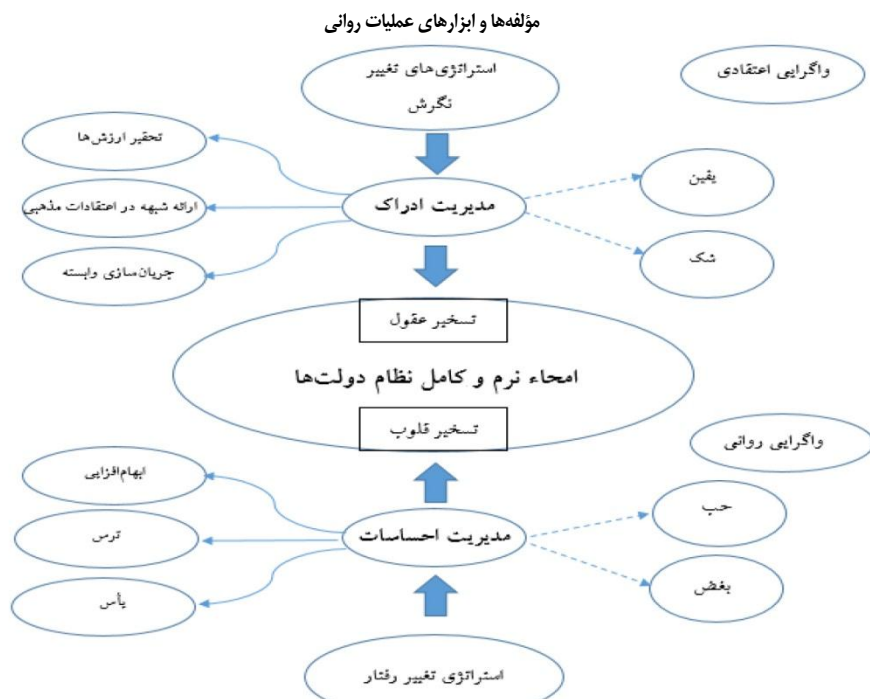 مؤلفه‌ها و ابزارهای عملیات روانی
استراتژی‌های تغییر
نگرش
واگرایی اعتقادی
تحقیر ارزش‌ها
یقین
مدیریت ادراک
ارائه شبهه در اعتقادات مذهبی
شک
جریان‌سازی وابسته
تسخیر عقول
امحاء نرم و کامل نظام دولت‌ها
تسخیر قلوب
واگرایی روانی
ابهام‌افزایی
حب
مدیریت احساسات
ترس
بغض
یأس
استراتژی تغییر رفتار